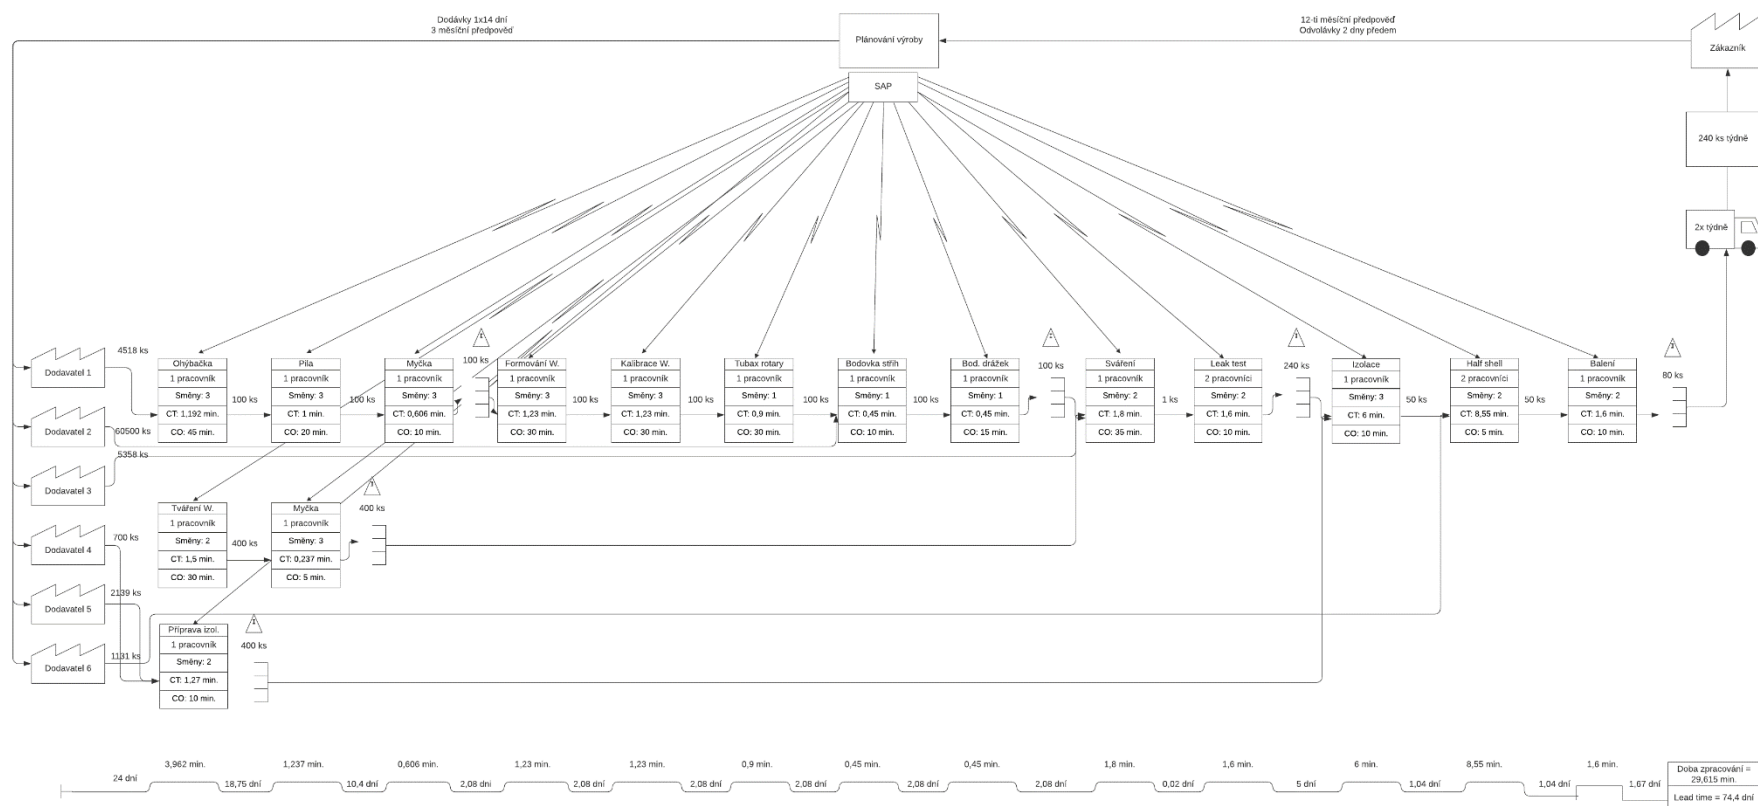 Dodávky 1x14 dní
3 měsíční předpověď
Plánování výroby
12-ti měsíční předpověď
Odvolávky 2 dny předem
Zákazník
SAP
240 ks týdně
2x týdně
Dodavatel 1
4518 ks
Dodavatel 2
60500 ks
Dodavatel 3
5358 ks
Dodavatel 4
700 ks
Dodavatel 5
2139 ks
Dodavatel 6
1131 ks
Ohýbačka
1 pracovník
Směny: 3
CT: 1,192 min.
CO: 45 min.
100 ks
Pila
1 pracovník
Směny: 3
CT: 1 min.
CO: 20 min.
100 ks
Myčka
1 pracovník
Směny: 3
CT: 0,606 min.
CO: 10 min.
100 ks
Formování W.
1 pracovník
Směny: 3
CT: 1,23 min.
CO: 30 min.
100 ks
Kalibrace W.
1 pracovník
Směny: 3
CT: 1,23 min.
CO: 30 min.
100 ks
Tubax rotary
1 pracovník
Směny: 1
CT: 0,9 min.
CO: 30 min.
100 ks
Bodovka střih
1 pracovník
Směny: 1
CT: 0,45 min.
CO: 10 min.
100 ks
Bod. drážek
1 pracovník
Směny: 1
CT: 0,45 min.
CO: 15 min.
100 ks
Sváření
1 pracovník
Směny: 2
CT: 1,8 min.
CO: 35 min.
1 ks
Leak test
2 pracovníci
Směny: 2
CT: 1,6 min.
CO: 10 min.
240 ks
Izolace
1 pracovník
Směny: 3
CT: 6 min.
CO: 10 min.
50 ks
Half shell
2 pracovníci
Směny: 2
CT: 8,55 min.
CO: 5 min.
50 ks
Balení
1 pracovník
Směny: 2
CT: 1,6 min.
CO: 10 min.
80 ks
Tváření W.
1 pracovník
Směny: 2
CT: 1,5 min.
CO: 30 min.
400 ks
Myčka
1 pracovník
Směny: 3
CT: 0,237 min.
CO: 5 min.
400 ks
Příprava izol.
1 pracovník
Směny: 2
CT: 1,27 min.
CO: 10 min.
400 ks
24 dní
3,962 min.
18,75 dní
1,237 min.
10,4 dní
0,606 min.
2,08 dní
1,23 min.
2,08 dní
1,23 min.
2,08 dní
0,9 min.
2,08 dní
0,45 min.
2,08 dní
0,45 min.
2,08 dní
1,8 min.
0,02 dní
1,6 min.
5 dní
6 min.
1,04 dní
8,55 min.
1,04 dní
1,6 min.
1,67 dní
Doba zpracování =
29,615 min.
Lead time = 74,4 dní